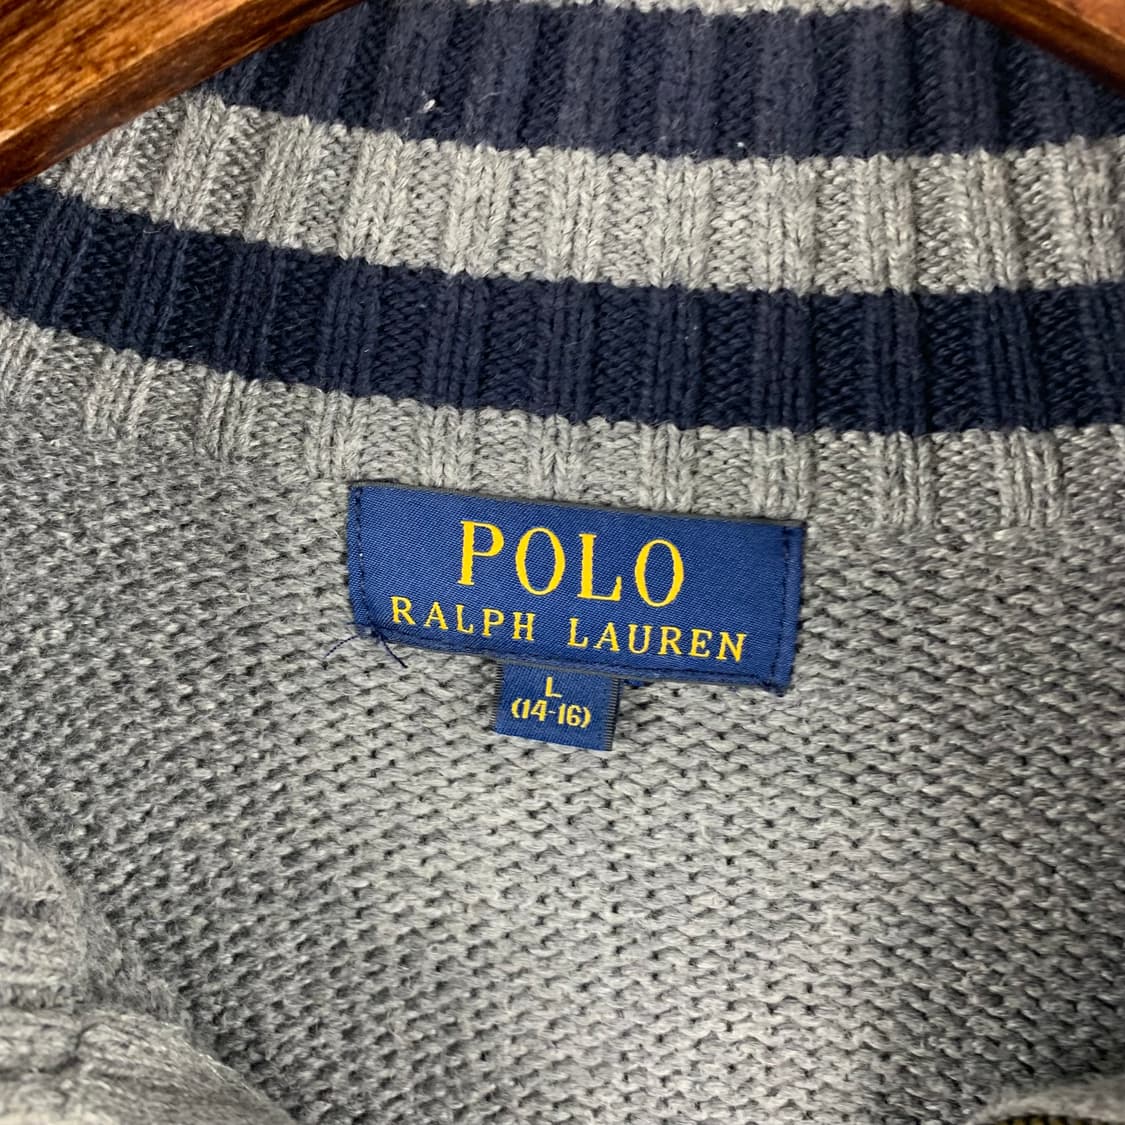 POLO
RALPH LAUREN
L
(14-16)